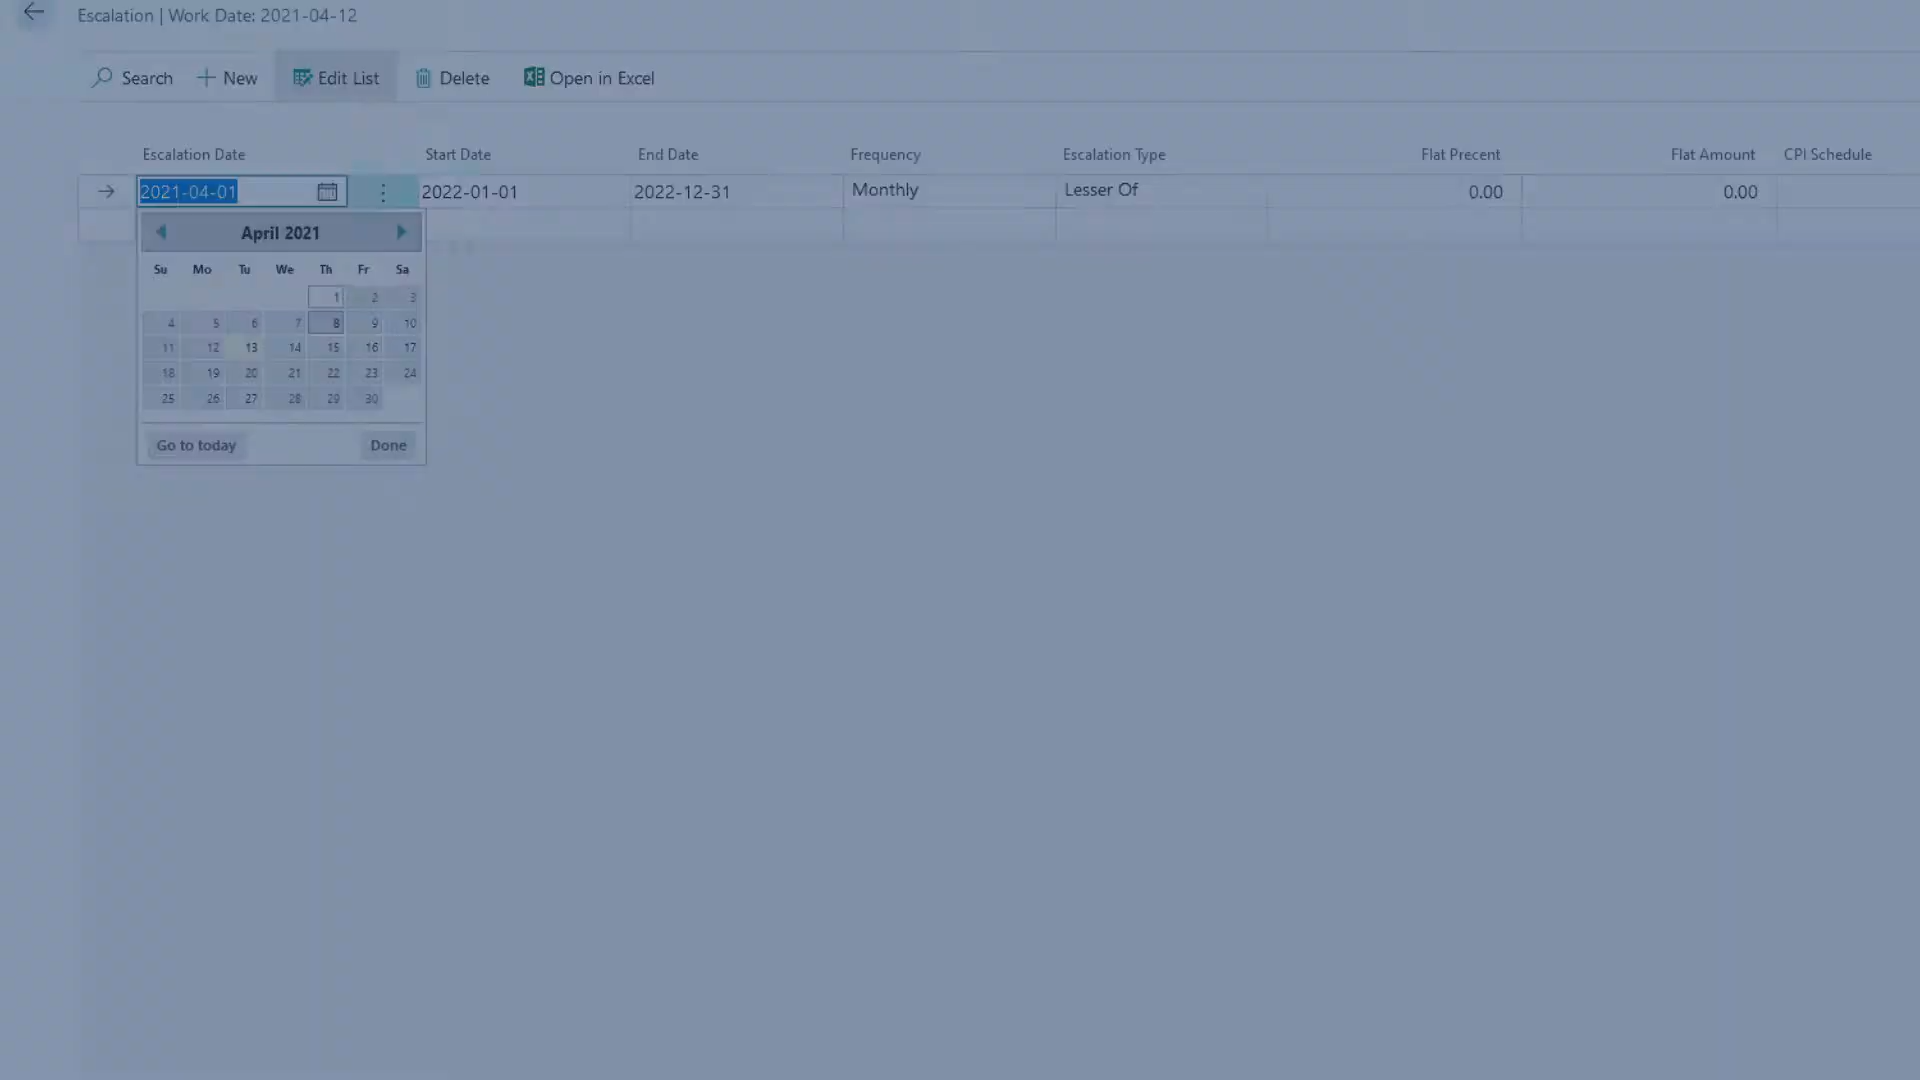 Escalation | Work Date: 2021-04-12
Search New Edit List Delete Open in Excel
Escalation Date Start Date End Date Frequency Escalation Type Flat Precent Flat Amount CPI Schedule
2021-04-01 2022-01-01 2022-12-31 Monthly Lesser Of 0.00 0.00
April 2021
Su Mo Tu We Th Fr Sa
1 2 3
4 5 6 7 8 9 10
11 12 13 14 15 16 17
18 19 20 21 22 23 24
25 26 27 28 29 30
Go to today Done